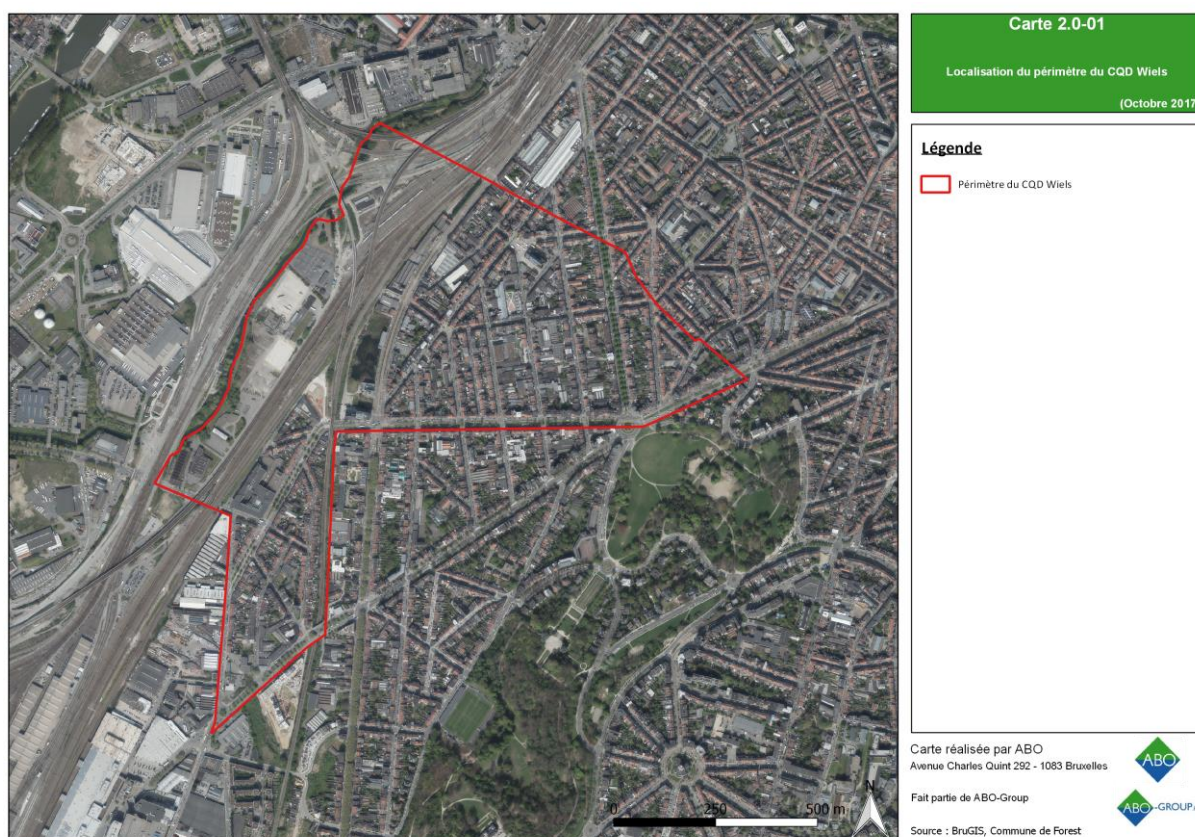 Carte 2.0-01
Localisation du périmètre du CQD Wiels
(Octobre 2017
Légende
Périmètre du CQD Wiels
Carte réalisée par ABO
Avenue Charles Quint 292 - 1083 Bruxelles
ABO
Fait partie de ABO-Group
ABO-GROUP
Source : BruGIS, Commune de Forest
N
0 250 500 m